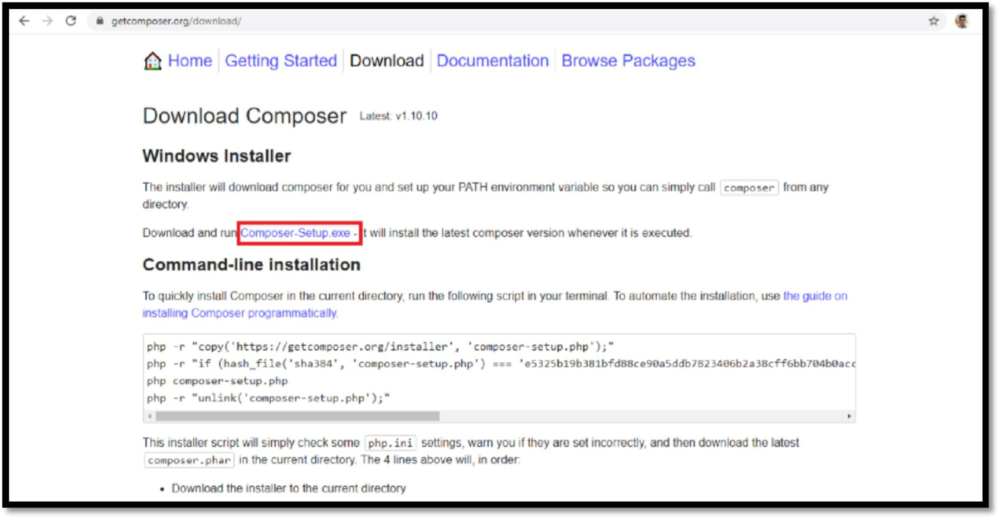 getcomposer.org/download/
Home Getting Started Download Documentation Browse Packages
Download Composer Latest: v1.10.10
Windows Installer
The installer will download composer for you and set up your PATH environment variable so you can simply call composer from any
directory.
Download and run Composer-Setup.exe - it will install the latest composer version whenever it is executed.
Command-line installation
To quickly install Composer in the current directory, run the following script in your terminal. To automate the installation, use the guide on
installing Composer programmatically.
php -r "copy('https://getcomposer.org/installer', 'composer-setup.php');"
php -r "if (hash_file('sha384', 'composer-setup.php') === 'e5325b19b381bfd88ce90a5ddb7823406b2a38cff6bb704b0acc
php composer-setup.php
php -r "unlink('composer-setup.php');"
This installer script will simply check some php.ini settings, warn you if they are set incorrectly, and then download the latest
composer.phar in the current directory. The 4 lines above will, in order:
• Download the installer to the current directory